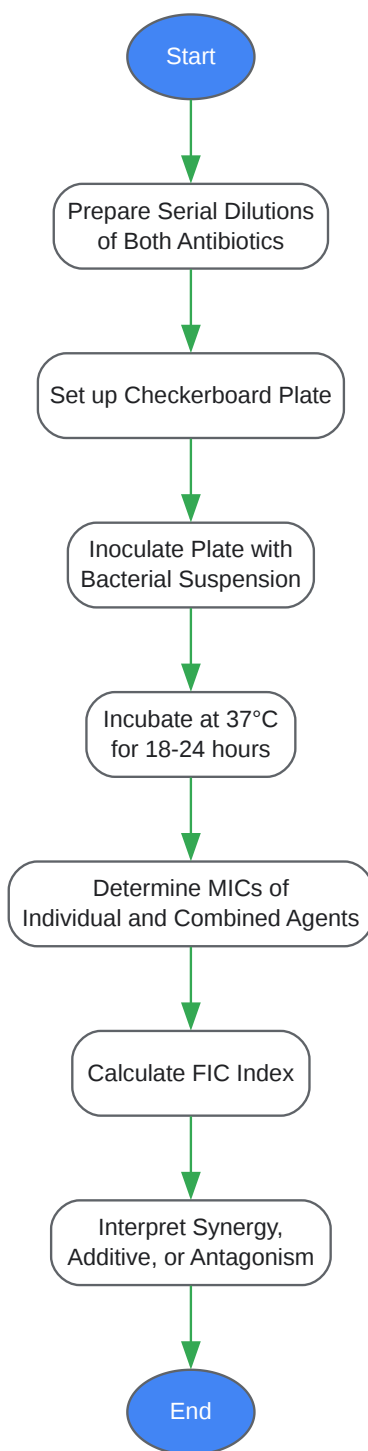 Start
Prepare Serial Dilutions
of Both Antibiotics
Set up Checkerboard Plate
Inoculate Plate with
Bacterial Suspension
Incubate at 37°C
for 18-24 hours
Determine MICs of
Individual and Combined Agents
Calculate FIC Index
Interpret Synergy,
Additive, or Antagonism
End